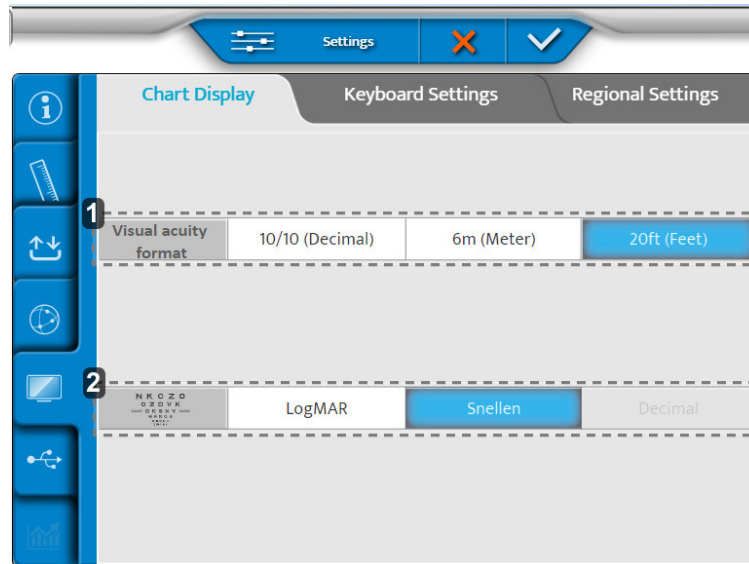 Settings
Chart Display
Keyboard Settings
Regional Settings
1
Visual acuity
format
10/10 (Decimal)
6m (Meter)
20ft (Feet)
2
N K C Z O
O Z D V K
LogMAR
Snellen
Decimal